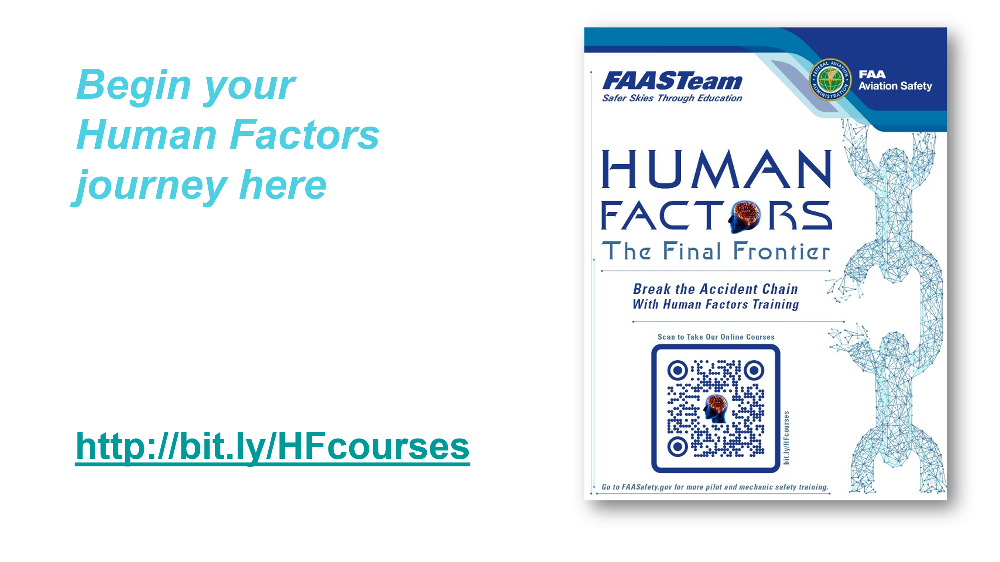 Begin your
Human Factors
journey here
http://bit.ly/HFcourses
FAASTeam
Safer Skies Through Education
FEDERAL AVIATION
ADMINISTRATION
FAA
Aviation Safety
HUMAN
FACTORS
The Final Frontier
Break the Accident Chain
With Human Factors Training
Scan to Take Our Online Courses
bit.ly/HFcourses
Go to FAASafety.gov for more pilot and mechanic safety training.